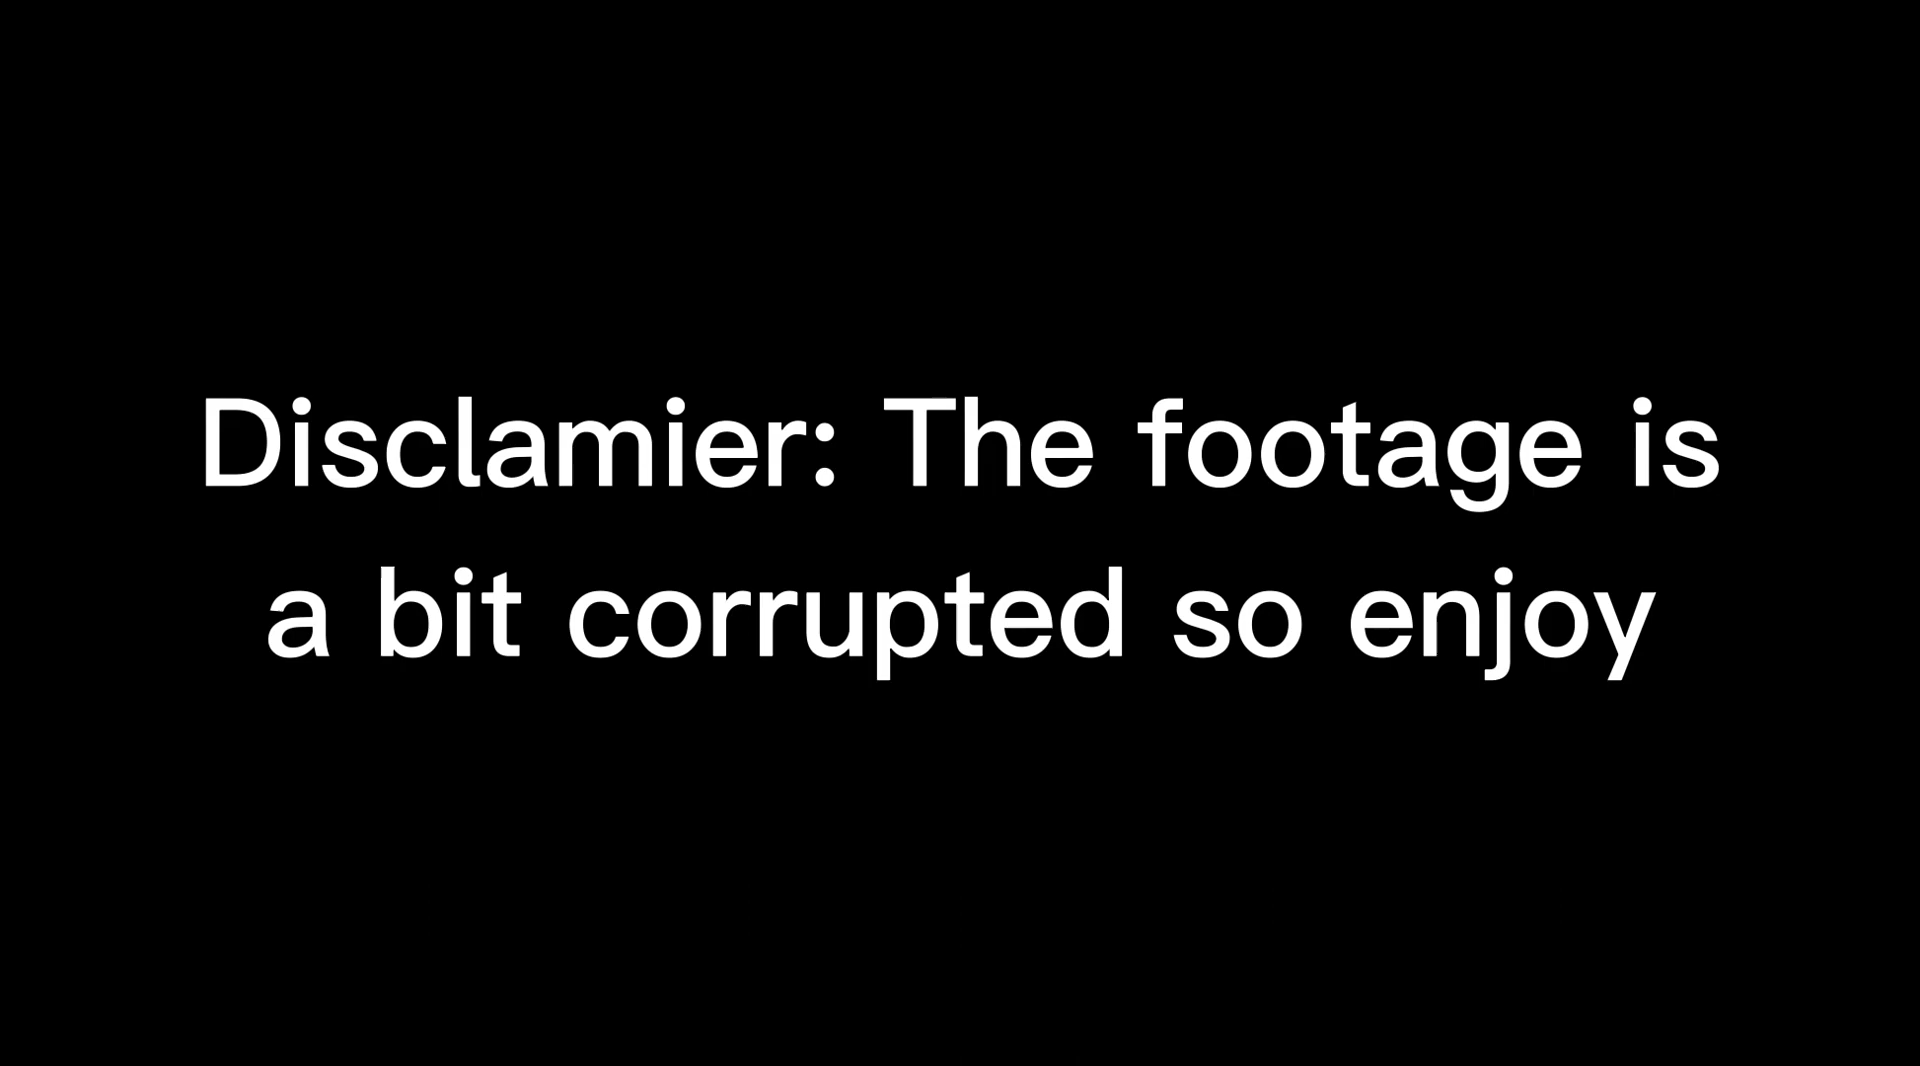 Disclamier: The footage is
a bit corrupted so enjoy